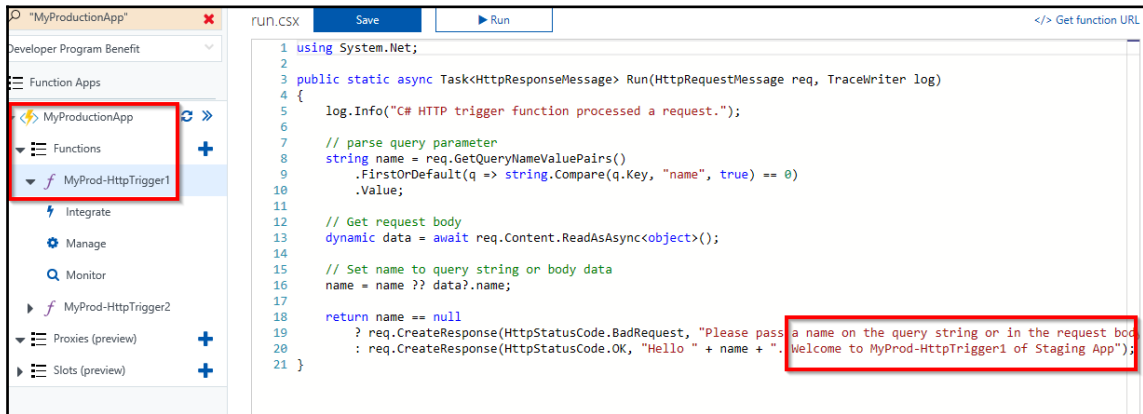 "MyProductionApp"
Developer Program Benefit
Function Apps
MyProductionApp
Functions
MyProd-HttpTrigger1
Integrate
Manage
Monitor
MyProd-HttpTrigger2
Proxies (preview)
Slots (preview)
run.csx Save Run </> Get function URL
1 using System.Net;
2
3 public static async Task<HttpResponseMessage> Run(HttpRequestMessage req, TraceWriter log)
4 {
5 log.Info("C# HTTP trigger function processed a request.");
6
7 // parse query parameter
8 string name = req.GetQueryNameValuePairs()
9 .FirstOrDefault(q => string.Compare(q.Key, "name", true) == 0)
10 .Value;
11
12 // Get request body
13 dynamic data = await req.Content.ReadAsAsync<object>();
14
15 // Set name to query string or body data
16 name = name ?? data?.name;
17
18 return name == null
19 ? req.CreateResponse(HttpStatusCode.BadRequest, "Please pass a name on the query string or in the request bod
20 : req.CreateResponse(HttpStatusCode.OK, "Hello " + name + ". Welcome to MyProd-HttpTrigger1 of Staging App");
21 }